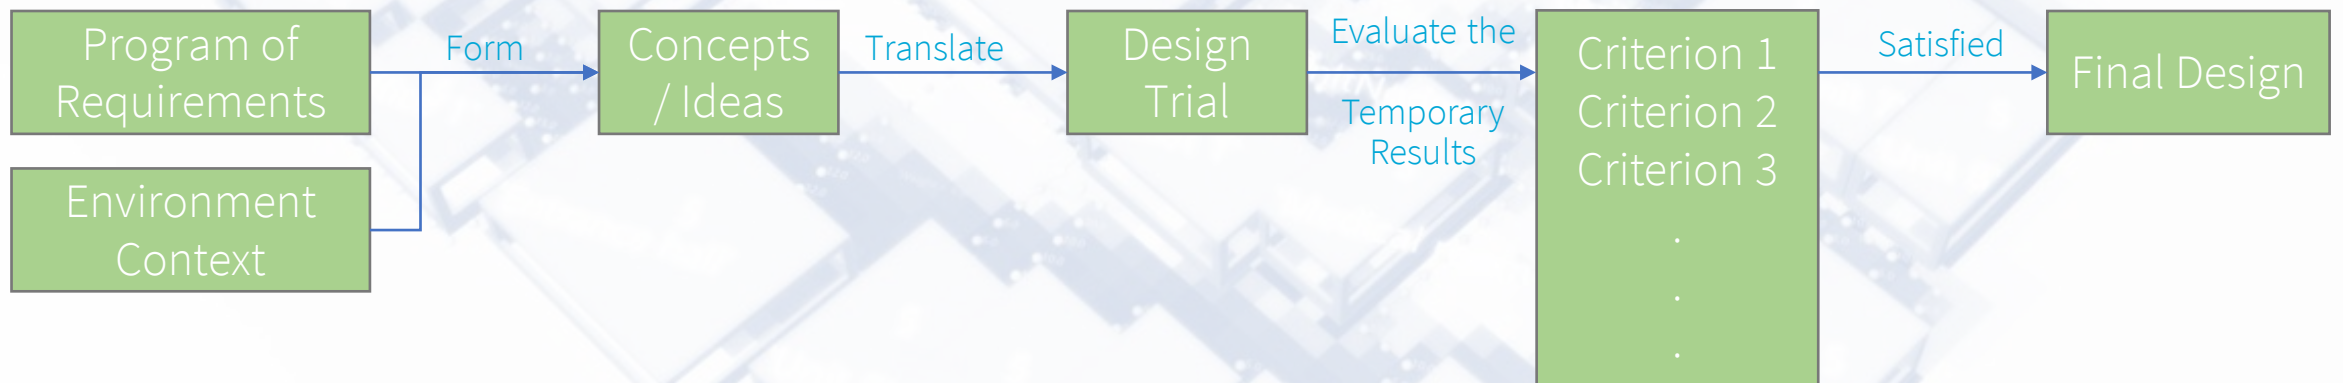 Program of
Requirements
Form
Concepts
/ Ideas
Translate
Design
Trial
Evaluate the
Temporary
Results
Criterion 1
Criterion 2
Criterion 3
.
.
.
Satisfied
Final Design
Environment
Context